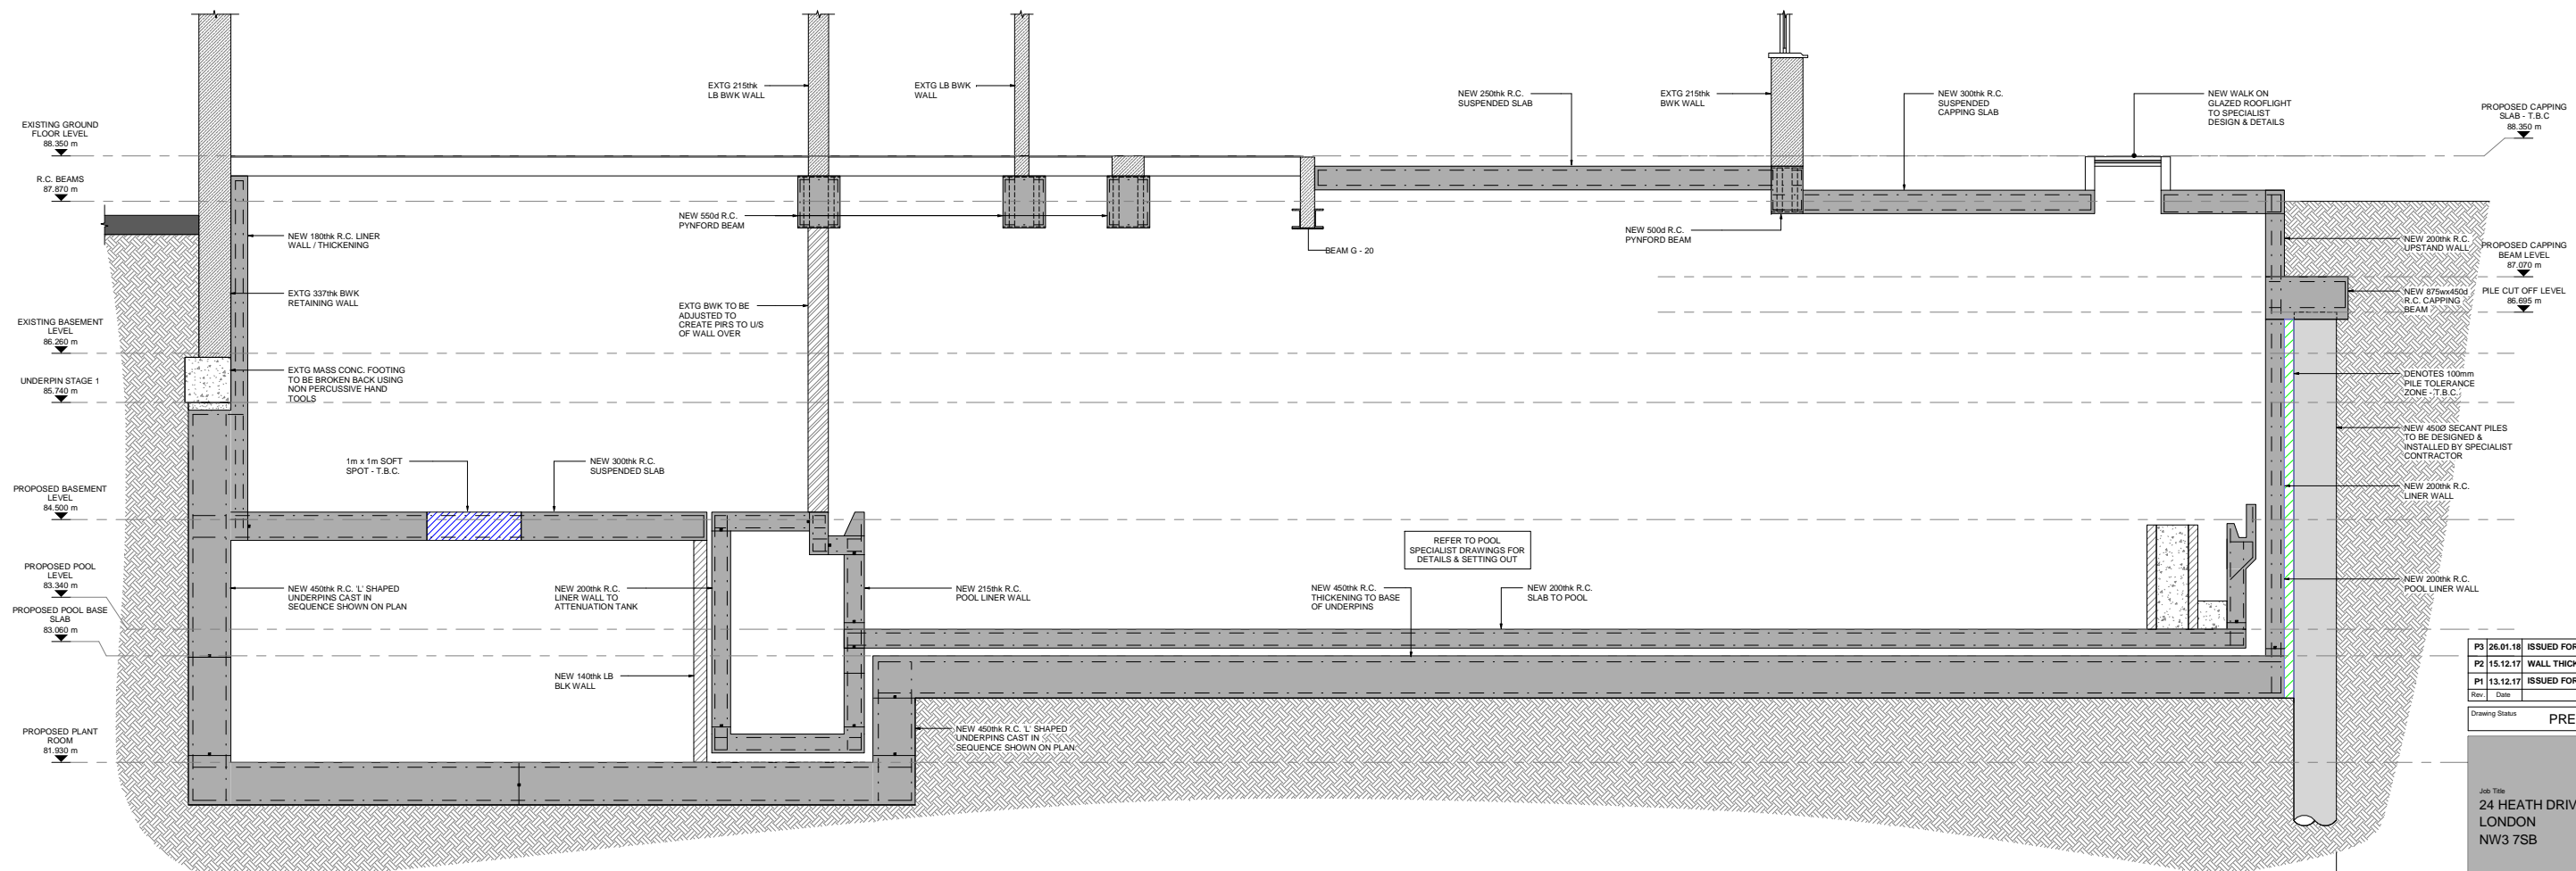 EXISTING GROUND
FLOOR LEVEL
88.350 m
R.C. BEAMS
87.870 m
EXISTING BASEMENT
LEVEL
86.260 m
UNDERPIN STAGE 1
85.740 m
PROPOSED BASEMENT
LEVEL
84.500 m
PROPOSED POOL
LEVEL
83.340 m
PROPOSED POOL BASE
SLAB
83.060 m
PROPOSED PLANT
ROOM
81.930 m
NEW 180thk R.C. LINER
WALL / THICKENING
EXTG 337thk BWK
RETAINING WALL
EXTG MASS CONC. FOOTING
TO BE BROKEN BACK USING
NON PERCUSSIVE HAND
TOOLS
1m x 1m SOFT
SPOT - T.B.C.
NEW 300thk R.C.
SUSPENDED SLAB
NEW 450thk R.C. 'L' SHAPED
UNDERPINS CAST IN
SEQUENCE SHOWN ON PLAN
NEW 200thk R.C.
LINER WALL TO
ATTENUATION TANK
NEW 140thk LB
BLK WALL
EXTG 215thk
LB BWK WALL
EXTG LB BWK
WALL
NEW 550d R.C.
PYNFORD BEAM
EXTG BWK TO BE
ADJUSTED TO
CREATE PIRS TO U/S
OF WALL OVER
NEW 215thk R.C.
POOL LINER WALL
NEW 450thk R.C. 'L' SHAPED
UNDERPINS CAST IN
SEQUENCE SHOWN ON PLAN
BEAM G - 20
NEW 250thk R.C.
SUSPENDED SLAB
EXTG 215thk
BWK WALL
NEW 500d R.C.
PYNFORD BEAM
NEW 300thk R.C.
SUSPENDED
CAPPING SLAB
NEW WALK ON
GLAZED ROOFLIGHT
TO SPECIALIST
DESIGN & DETAILS
REFER TO POOL
SPECIALIST DRAWINGS FOR
DETAILS & SETTING OUT
NEW 450thk R.C.
THICKENING TO BASE
OF UNDERPINS
NEW 200thk R.C.
SLAB TO POOL
PROPOSED CAPPING
SLAB - T.B.C
88.350 m
NEW 200thk R.C.
UPSTAND WALL
PROPOSED CAPPING
BEAM LEVEL
87.070 m
NEW 875wx450d
R.C. CAPPING
BEAM
PILE CUT OFF LEVEL
86.695 m
DENOTES 100mm
PILE TOLERANCE
ZONE - T.B.C.
NEW 450Ø SECANT PILES
TO BE DESIGNED &
INSTALLED BY SPECIALIST
CONTRACTOR
NEW 200thk R.C.
LINER WALL
NEW 200thk R.C.
POOL LINER WALL
P3 26.01.18 ISSUED FOR
P2 15.12.17 WALL THICK
P1 13.12.17 ISSUED FOR
Rev. Date
Drawing Status PRE
Job Title
24 HEATH DRIV
LONDON
NW3 7SB